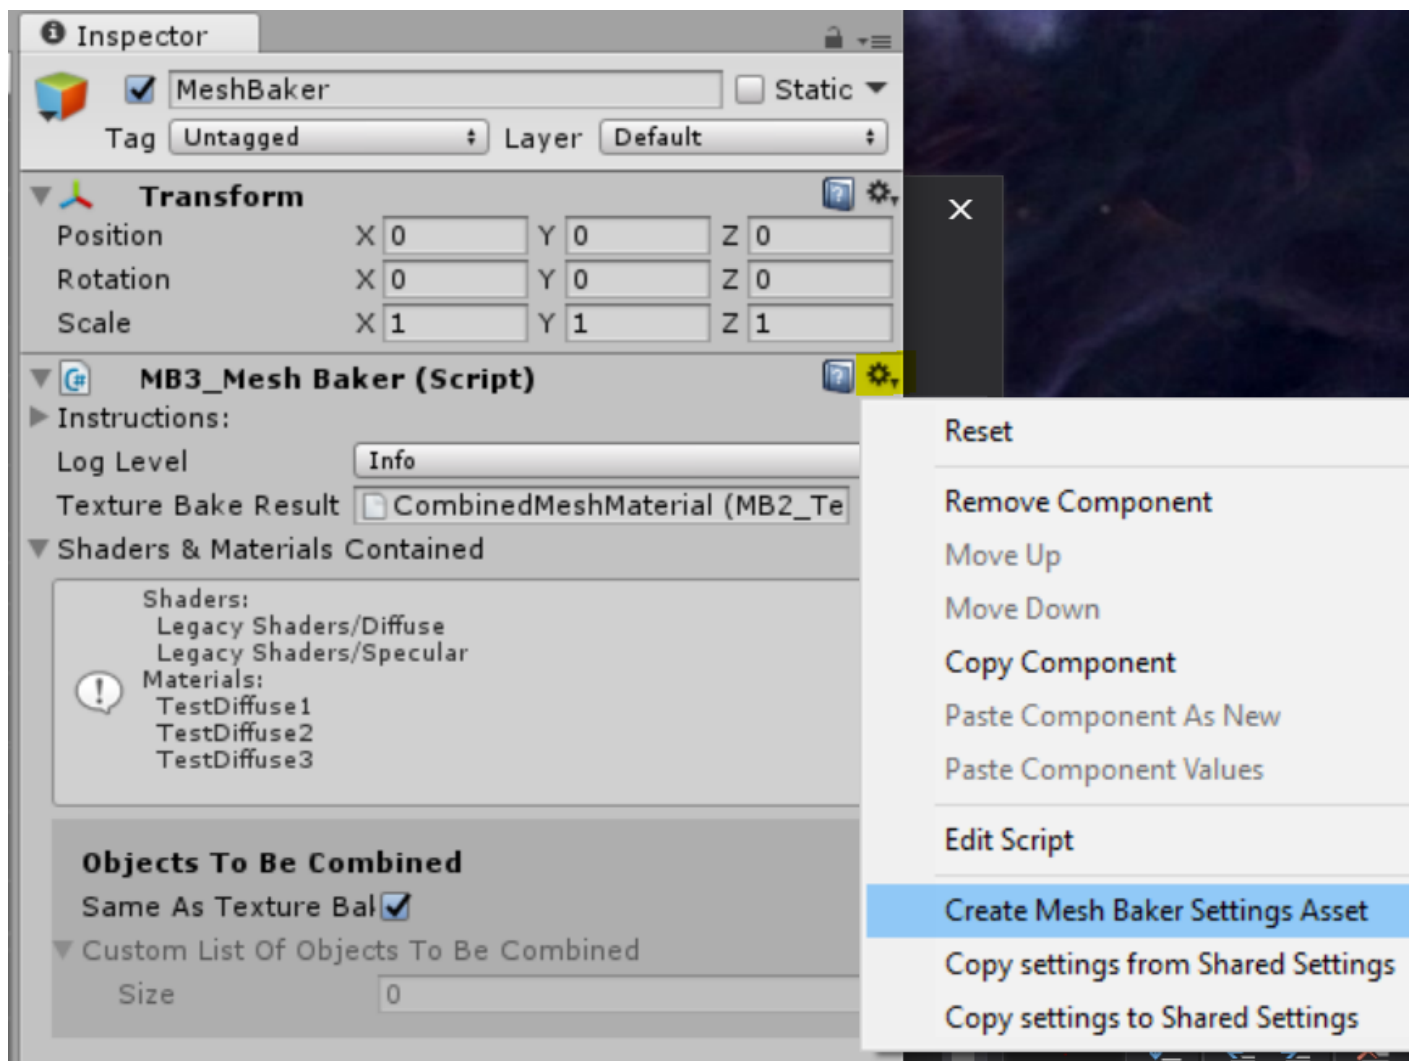 Inspector
MeshBaker
Static
Tag Untagged Layer Default
Transform
Position X 0 Y 0 Z 0
Rotation X 0 Y 0 Z 0
Scale X 1 Y 1 Z 1
MB3_Mesh Baker (Script)
Instructions:
Log Level Info
Texture Bake Result CombinedMeshMaterial (MB2_Te
Shaders & Materials Contained
Shaders:
Legacy Shaders/Diffuse
Legacy Shaders/Specular
Materials:
TestDiffuse1
TestDiffuse2
TestDiffuse3
Objects To Be Combined
Same As Texture Bak
Custom List Of Objects To Be Combined
Size 0
Reset
Remove Component
Move Up
Move Down
Copy Component
Paste Component As New
Paste Component Values
Edit Script
Create Mesh Baker Settings Asset
Copy settings from Shared Settings
Copy settings to Shared Settings